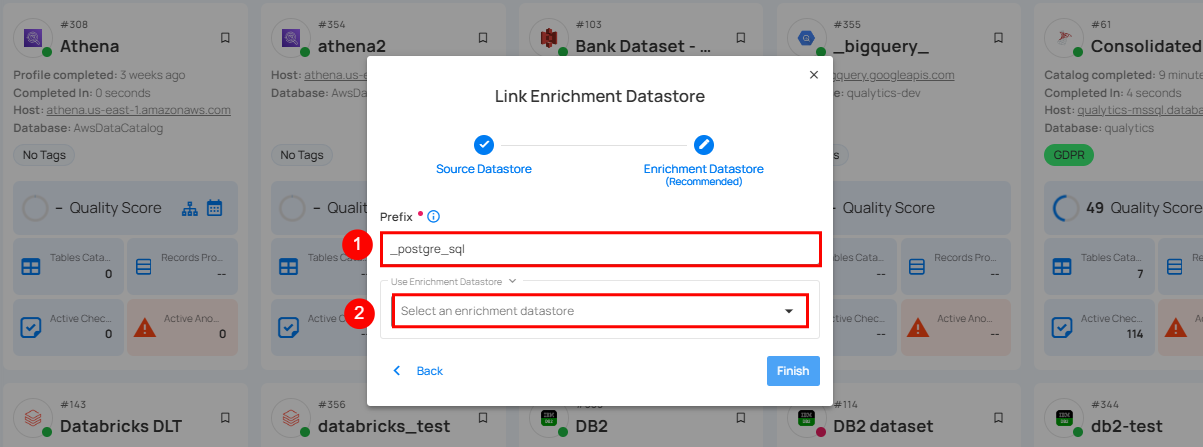 #308
Athena
Profile completed: 3 weeks ago
Completed In: 0 seconds
Host: athena.us-east-1.amazonaws.com
Database: AwsDataCatalog
No Tags
– Quality Score
Tables Cata...
0
Records Pro...
--
Active Chec...
0
Active Ano...
0
#354
athena2
Host: athena.us-e
Database: AwsD
No Tags
– Quali
Tables Cata
Active Chec
#103
Bank Dataset - ...
#355
_bigquery_
gquery.googleapis.com
qualytics-dev
Quality Score
--
Records Pro...
--
--
Active Ano...
--
#61
Consolidated
Catalog completed: 9 minute
Completed In: 4 seconds
Host: qualytics-mssql.databa
Database: qualytics
GDPR
49 Quality Score
Tables Cata...
7
Records Pro
Active Chec...
114
Active Ano
Link Enrichment Datastore
Source Datastore
Enrichment Datastore
(Recommended)
Prefix
1
_postgre_sql
Use Enrichment Datastore
2
Select an enrichment datastore
Back
Finish
#143
Databricks DLT
#356
databricks_test
DB2
#114
DB2 dataset
#344
db2-test